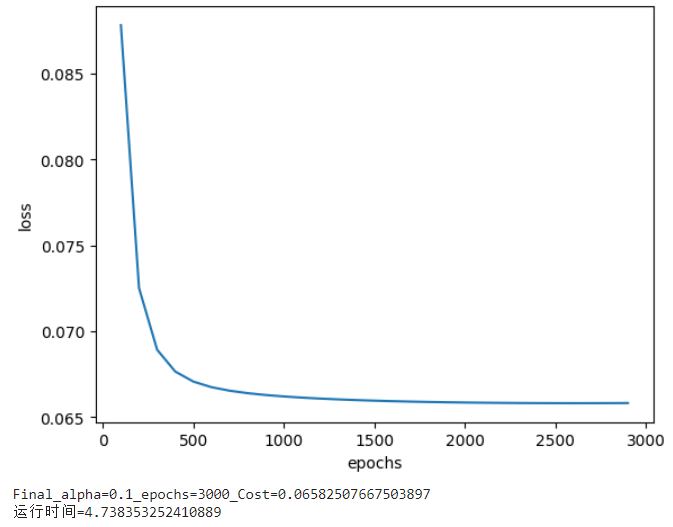 0.085
0.080
0.075
0.070
0.065
loss
0 500 1000 1500 2000 2500 3000
epochs
Final_alpha=0.1_epochs=3000_Cost=0.06582507667503897
运行时间=4.738353252410889